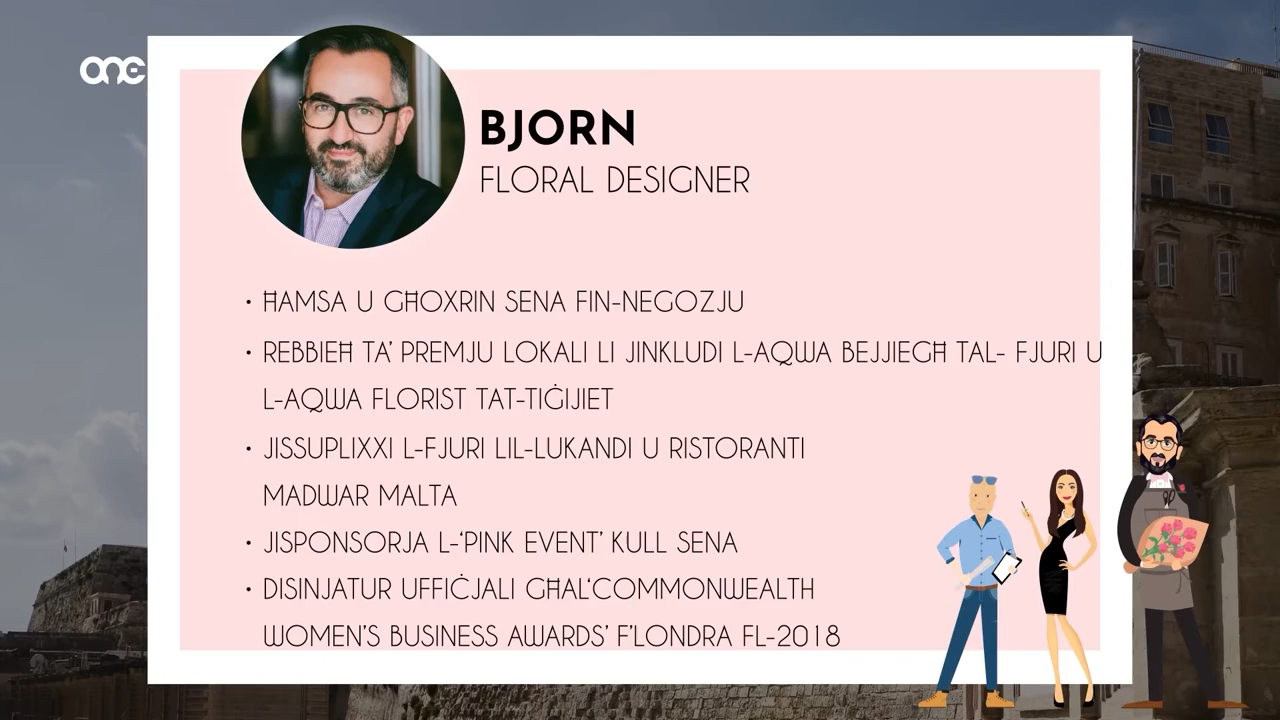 ONE
BJORN
FLORAL DESIGNER
• ĦAMSA U GĦOXRIN SENA FIN-NEGOZJU
• REBBIEĦ TA' PREMJU LOKALI LI JINKLUDI L-AQWA BEJJIEGĦ TAL- FJURI U
L-AQWA FLORIST TAT-TIĠIJIET
• JISSUPLIXXI L-FJURI LIL-LUKANDI U RISTORANTI
MADWAR MALTA
• JISPONSORJA L-'PINK EVENT' KULL SENA
• DISINJATUR UFFIĊJALI GĦAL'COMMONWEALTH
WOMEN'S BUSINESS AWARDS' F'LONDRA FL-2018